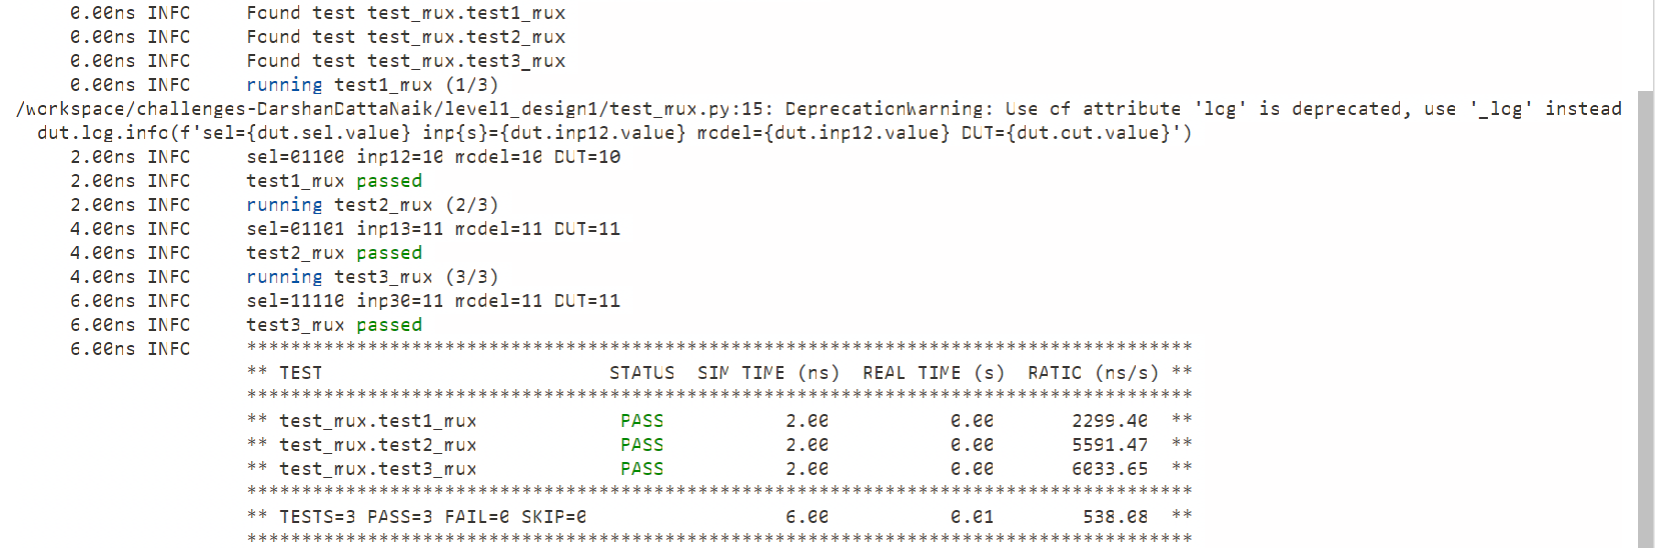 0.00ns INFO     Found test test_mux.test1_mux
0.00ns INFO     Found test test_mux.test2_mux
0.00ns INFO     Found test test_mux.test3_mux
0.00ns INFO     running test1_mux (1/3)
/workspace/challenges-DarshanDattaNaik/level1_design1/test_mux.py:15: DeprecationWarning: Use of attribute 'log' is deprecated, use '_log' instead
dut.log.info(f'sel={dut.sel.value} inp{s}={dut.inp12.value} model={dut.inp12.value} DUT={dut.out.value}')
2.00ns INFO     sel=01100 inp12=10 model=10 DUT=10
2.00ns INFO     test1_mux passed
2.00ns INFO     running test2_mux (2/3)
4.00ns INFO     sel=01101 inp13=11 model=11 DUT=11
4.00ns INFO     test2_mux passed
4.00ns INFO     running test3_mux (3/3)
6.00ns INFO     sel=11110 inp30=11 model=11 DUT=11
6.00ns INFO     test3_mux passed
6.00ns INFO     **************************************************************************************
** TEST                          STATUS  SIM TIME (ns)  REAL TIME (s)  RATIO (ns/s) **
**************************************************************************************
** test_mux.test1_mux             PASS           2.00           0.00       2299.40  **
** test_mux.test2_mux             PASS           2.00           0.00       5591.47  **
** test_mux.test3_mux             PASS           2.00           0.00       6033.65  **
**************************************************************************************
** TESTS=3 PASS=3 FAIL=0 SKIP=0                  6.00           0.01        538.08  **
**************************************************************************************